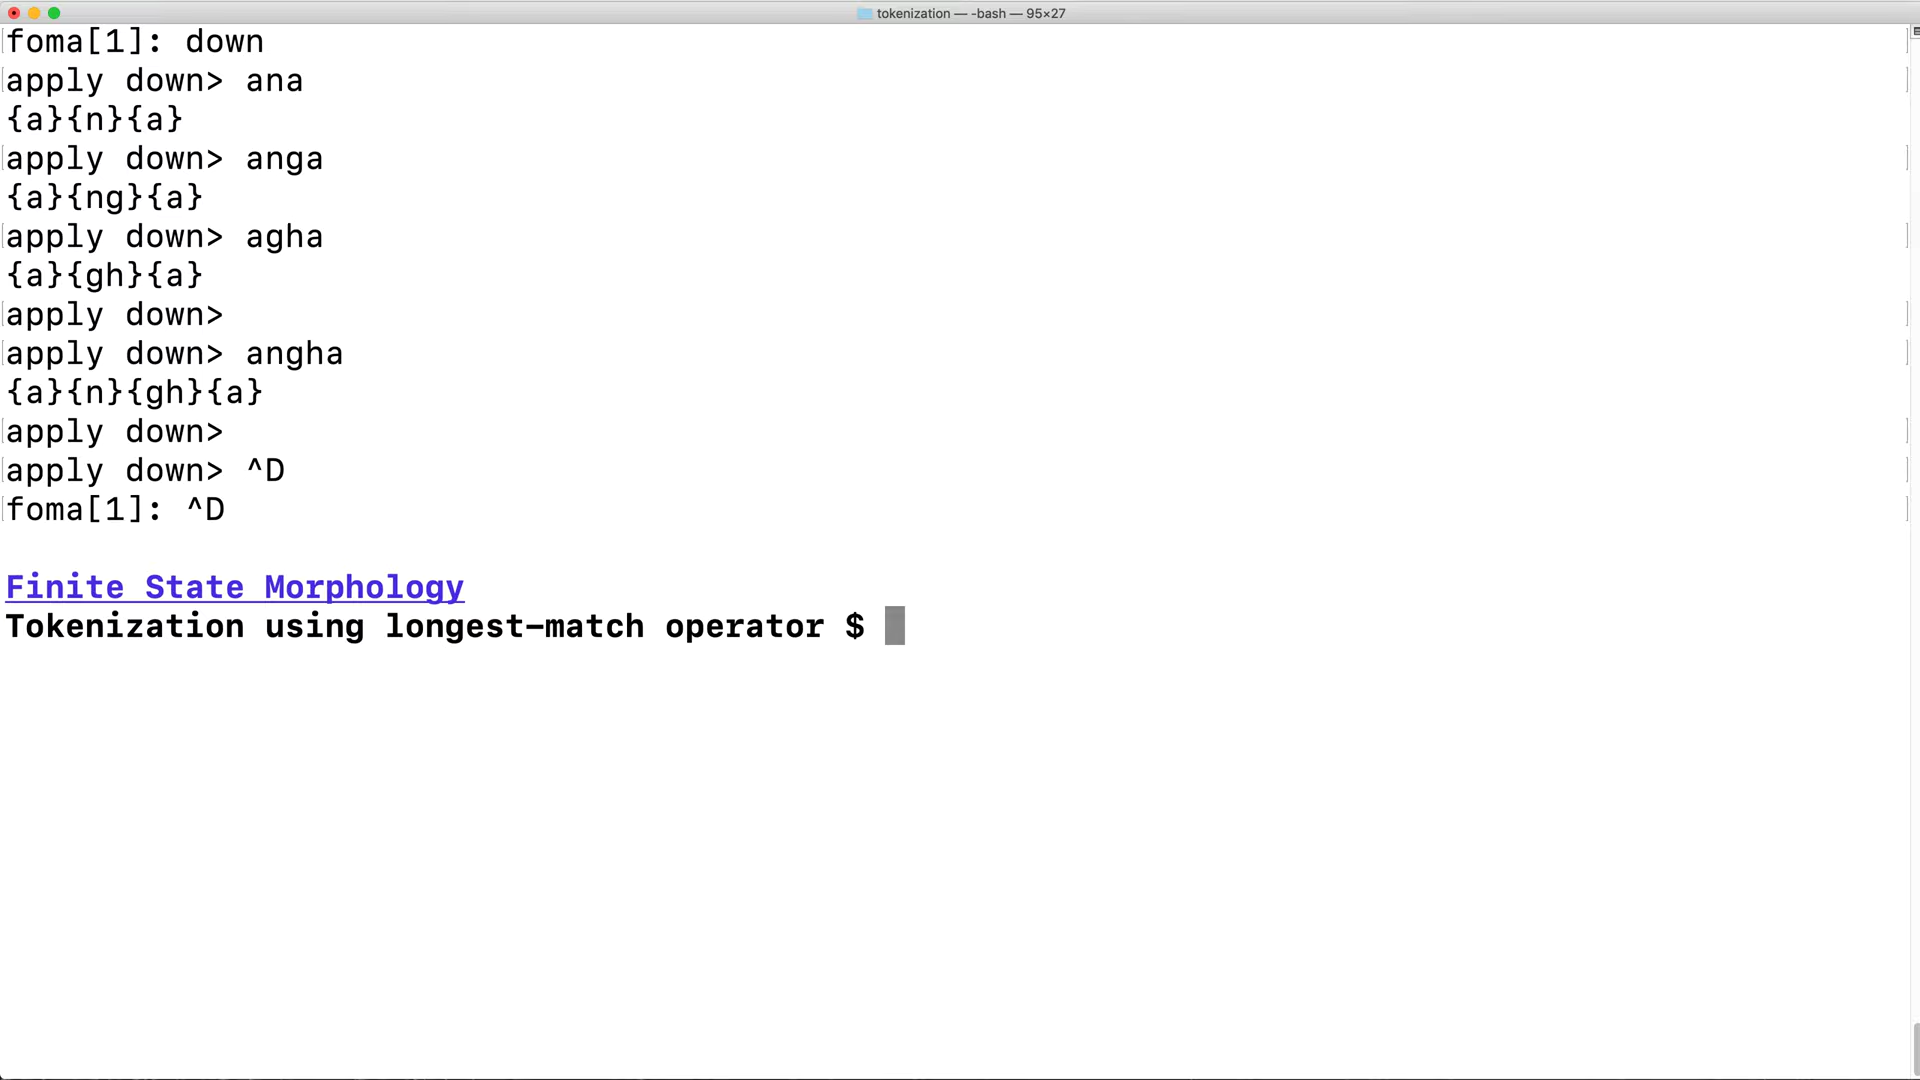 tokenization — -bash — 95×27
foma[1]: down
apply down> ana
{a}{n}{a}
apply down> anga
{a}{ng}{a}
apply down> agha
{a}{gh}{a}
apply down>
apply down> angha
{a}{n}{gh}{a}
apply down>
apply down> ^D
foma[1]: ^D
Finite State Morphology
Tokenization using longest-match operator $